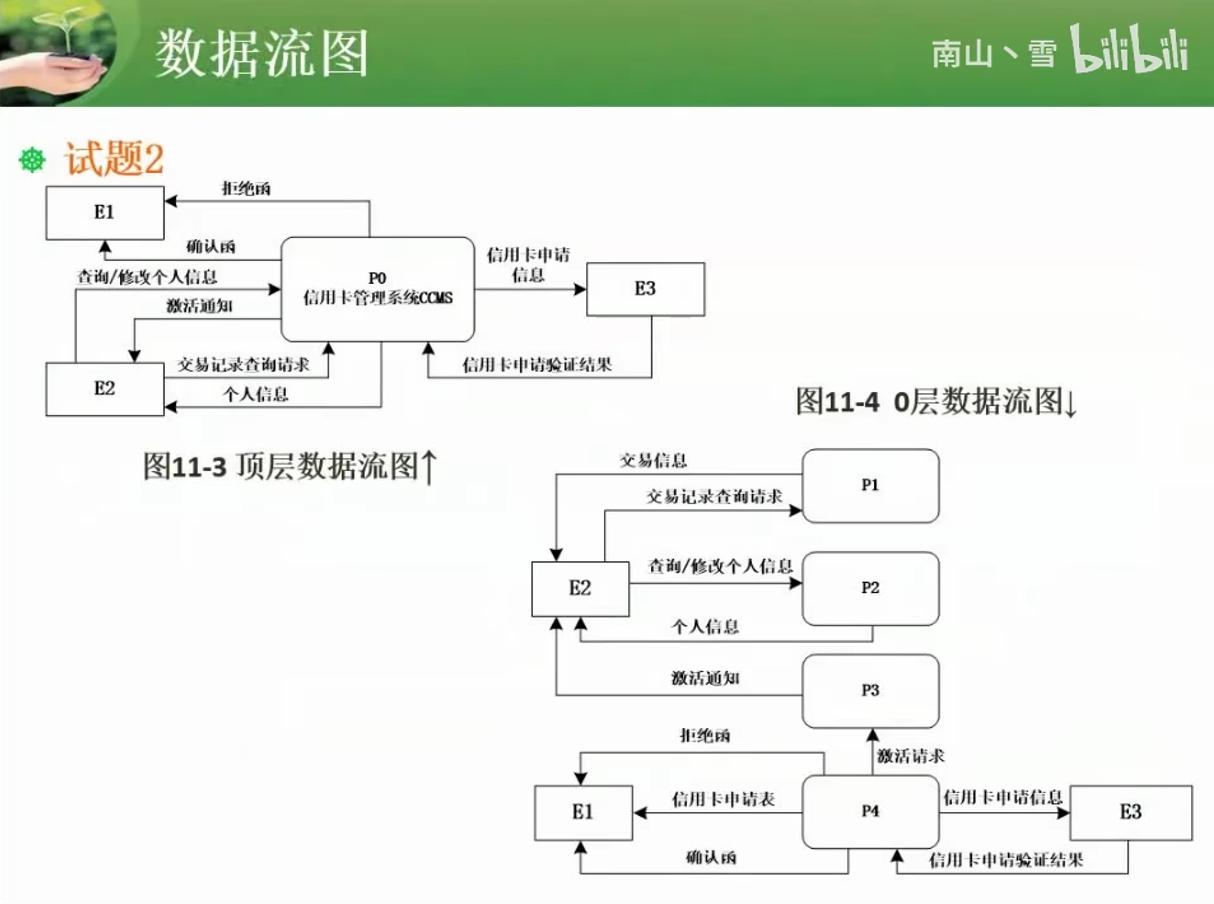 数据流图
南山丶雪 bilibili
试题2
拒绝函
E1
确认函
查询/修改个人信息
激活通知
P0
信用卡管理系统CCMS
信用卡申请
信息
E3
E2
交易记录查询请求
个人信息
信用卡申请验证结果
图11-3 顶层数据流图↑
图11-4 0层数据流图↓
交易信息
P1
交易记录查询请求
E2
查询/修改个人信息
P2
个人信息
激活通知
P3
拒绝函
激活请求
E1
信用卡申请表
P4
信用卡申请信息
E3
确认函
信用卡申请验证结果